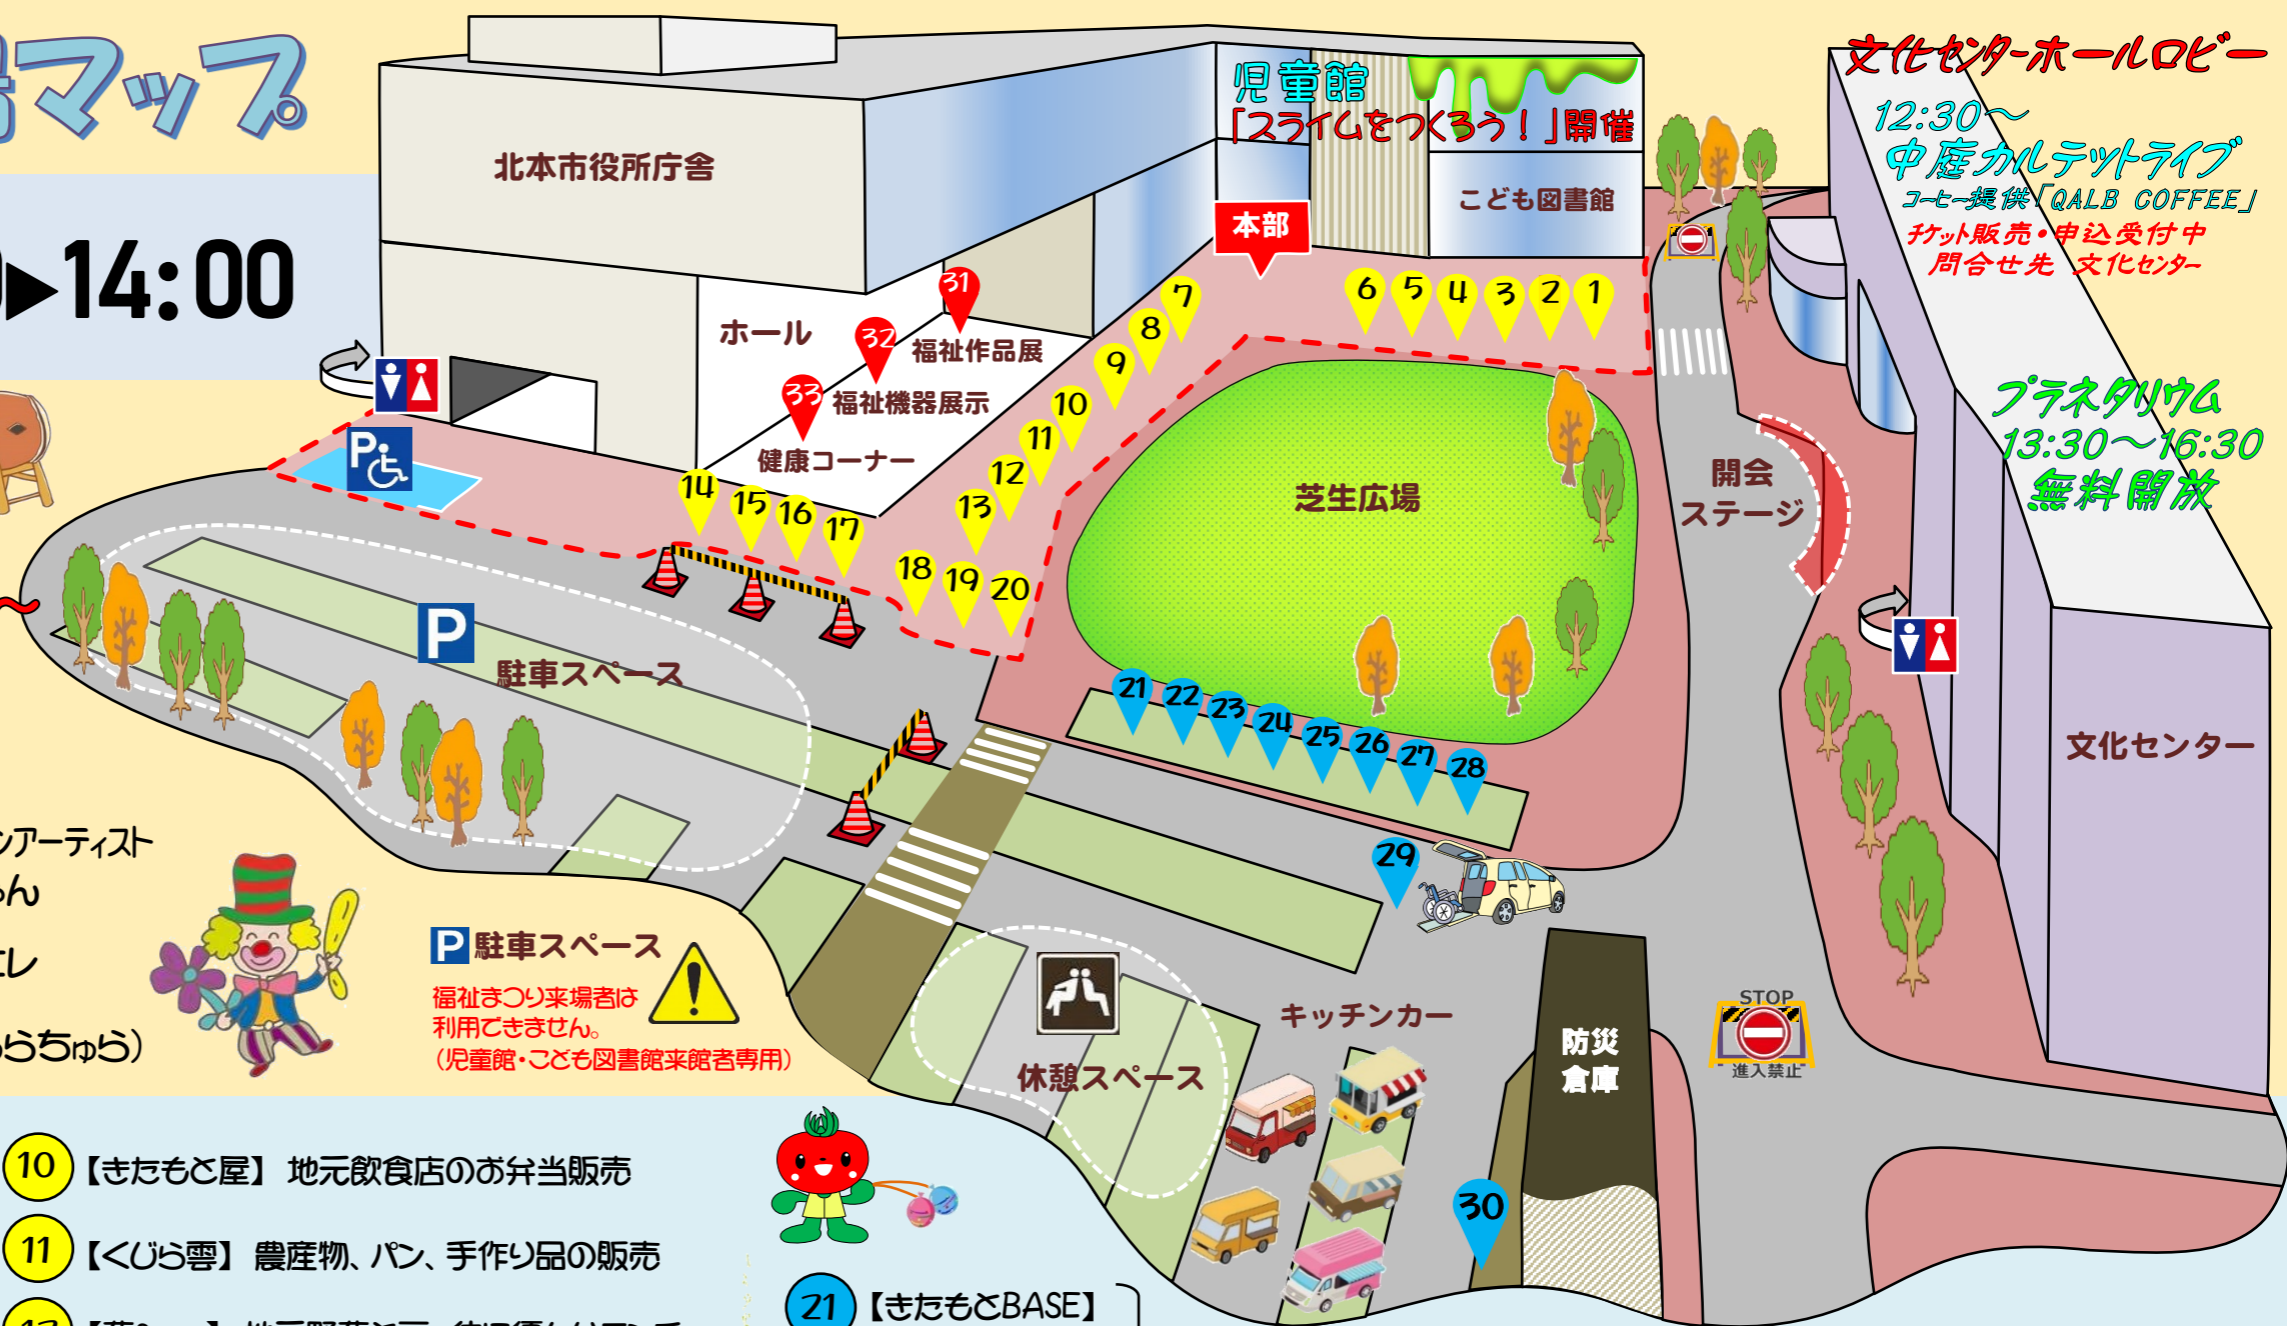 場マップ
▶14:00
北本市役所庁舎
児童館
「スライムをつくろう！」開催
こども図書館
本部
文化センターホールロビー
12:30～
中庭カルテットライブ
コーヒー提供「QALB COFFEE」
チケット販売・申込受付中
問合せ先 文化センター
プラネタリウム
13:30～16:30
無料開放
ホール
31
福祉作品展
32
福祉機器展示
33
健康コーナー
7
6 5 4 3 2 1
8
9
10
11
12
13
14 15 16 17
18 19 20
芝生広場
開会
ステージ
P
P
駐車スペース
21 22 23 24 25 26 27 28
29
文化センター
ンアーティスト
ゃん
エレ
ゅらちゅら）
P駐車スペース
福祉まつり来場者は
利用できません。
（児童館・こども図書館来館者専用）
休憩スペース
キッチンカー
防災
倉庫
STOP
進入禁止
30
10 【きたもと屋】 地元飲食店のお弁当販売
11 【くじら雲】 農産物、パン、手作り品の販売
21 【きたもとBASE】